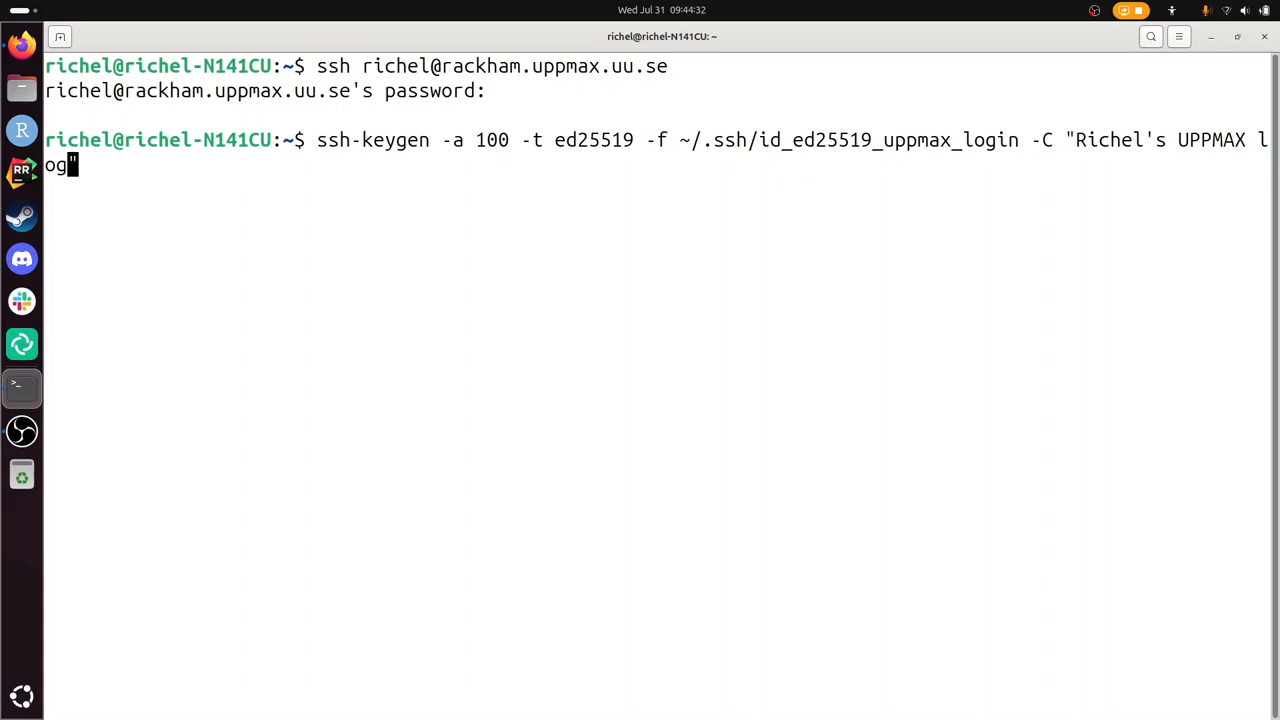 Wed Jul 31 09:44:32
richel@richel-N141CU: ~
richel@richel-N141CU:~$ ssh richel@rackham.uppmax.uu.se
richel@rackham.uppmax.uu.se's password:
richel@richel-N141CU:~$ ssh-keygen -a 100 -t ed25519 -f ~/.ssh/id_ed25519_uppmax_login -C "Richel's UPPMAX l
og"
R
RR
>_